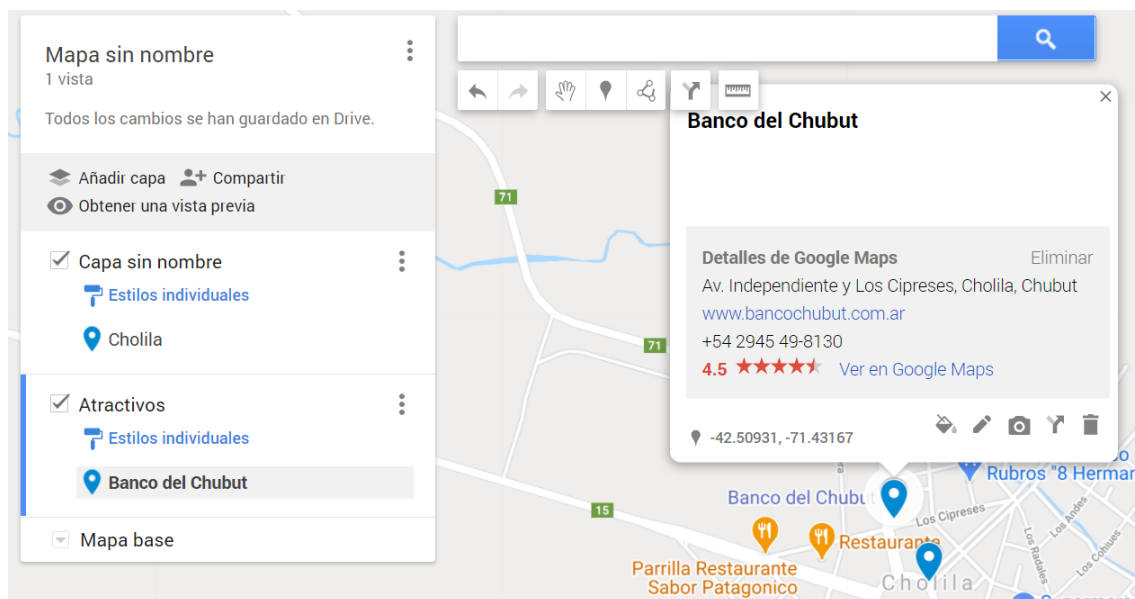 Mapa sin nombre
1 vista
Todos los cambios se han guardado en Drive.
Añadir capa Compartir
Obtener una vista previa
Capa sin nombre
Estilos individuales
Cholila
Atractivos
Estilos individuales
Banco del Chubut
Mapa base
Banco del Chubut
Detalles de Google Maps Eliminar
Av. Independiente y Los Cipreses, Cholila, Chubut
www.bancochubut.com.ar
+54 2945 49-8130
4.5 Ver en Google Maps
-42.50931, -71.43167
71
71
15
Rubros "8 Hermar
Banco del Chubut
Los Cipreses
Los Andes
Restaurante
Los Radales
Los Cohiues
Parrilla Restaurante
Sabor Patagonico
Cholila